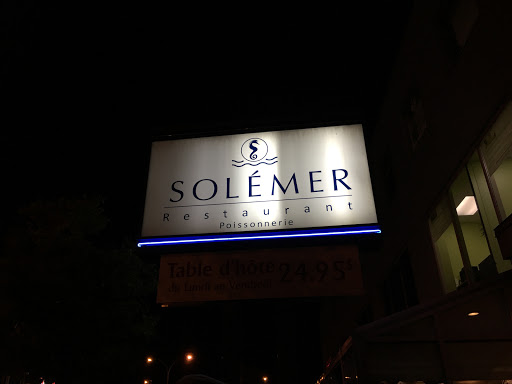 SOLÉMER
Restaurant
Poissonnerie
Table d'hôte 24.95$
du lundi au Vendredi